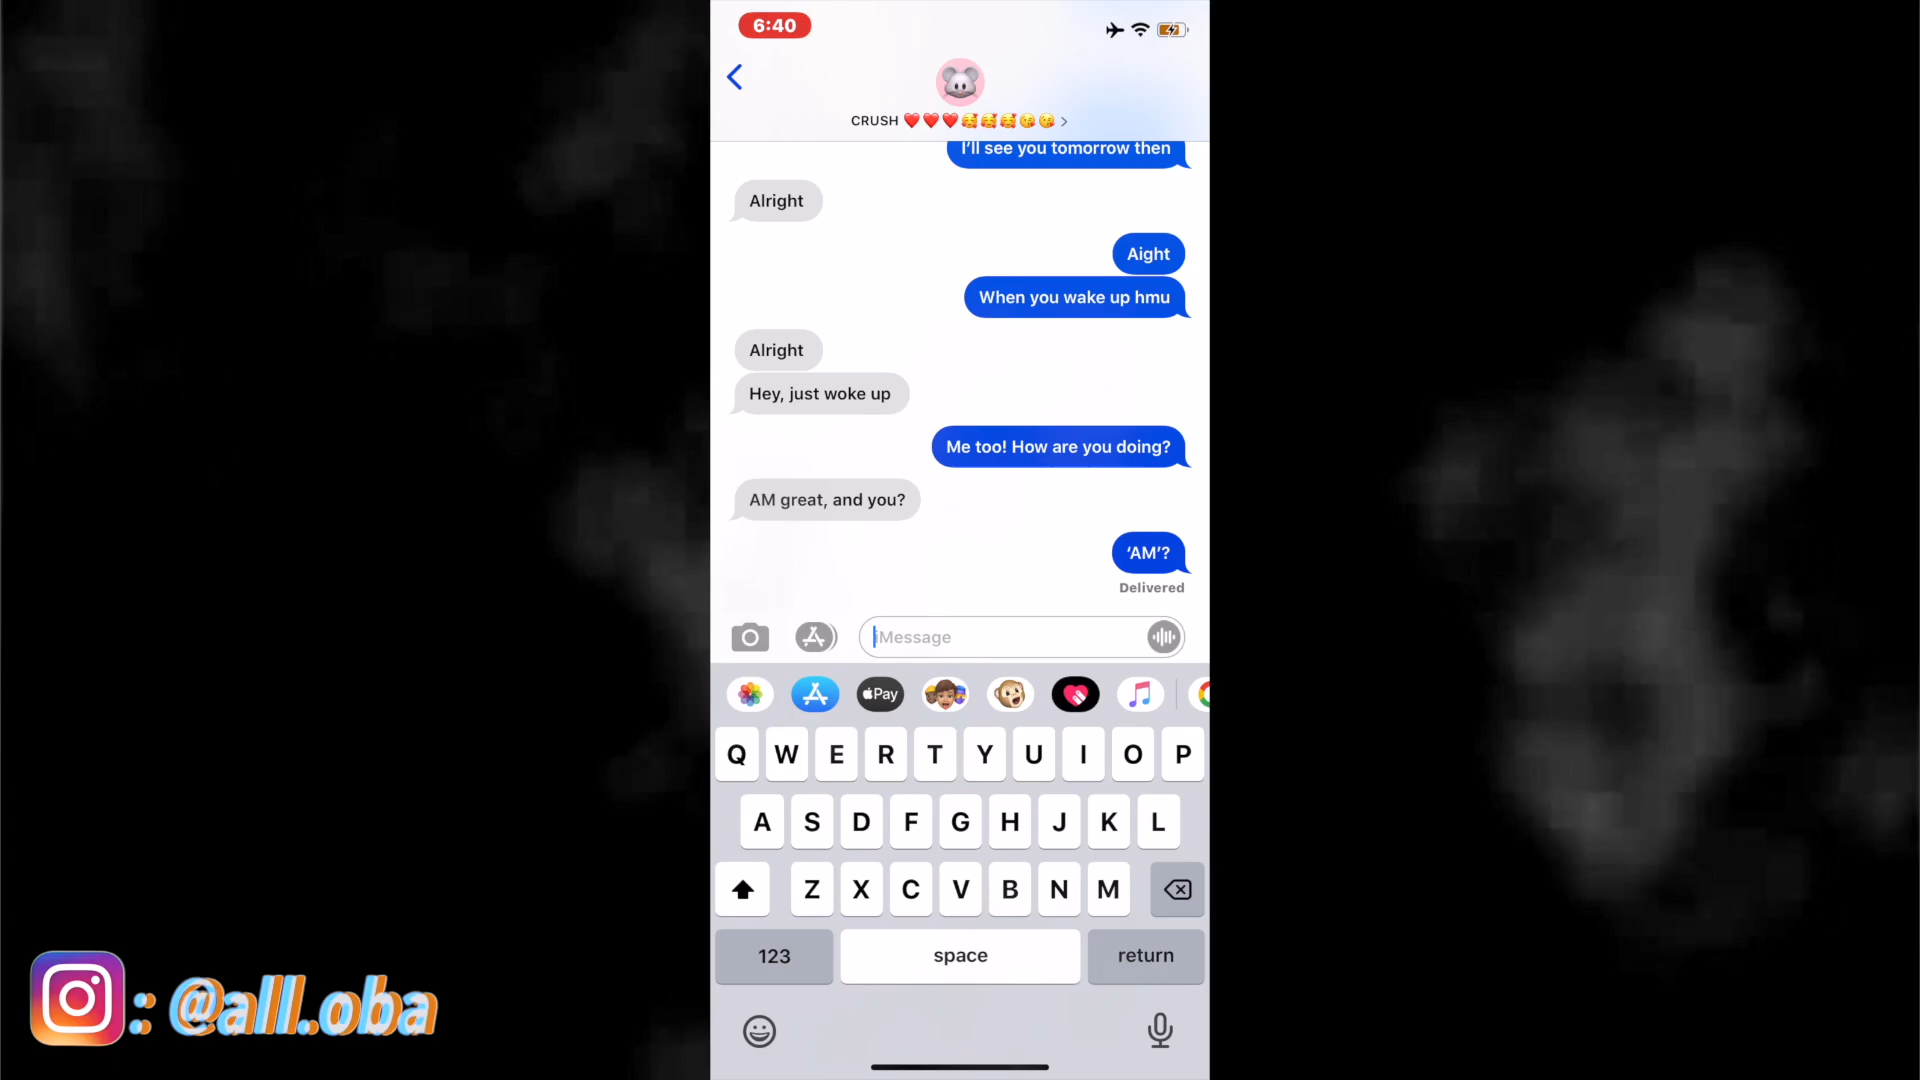 6:40
CRUSH ❤️❤️❤️🥰🥰🥰😘😘 >
I'll see you tomorrow then
Alright
Aight
When you wake up hmu
Alright
Hey, just woke up
Me too! How are you doing?
AM great, and you?
‘AM’?
Delivered
iMessage
Pay
Q W E R T Y U I O P
A S D F G H J K L
Z X C V B N M
123 space return
:: @all.oba